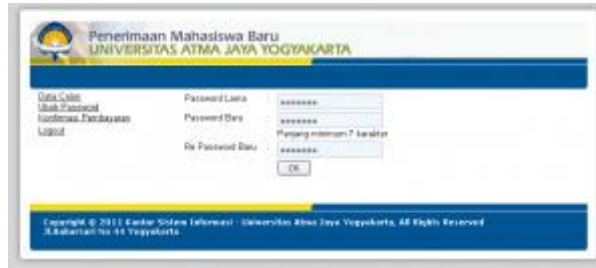 Penerimaan Mahasiswa Baru
UNIVERSITAS ATMA JAYA YOGYAKARTA
Data Calon
Ubah Password
Konfirmasi Pembayaran
Logout
Password Lama :
Password Baru :
Panjang minimum 7 karakter
Re Password Baru :
OK
Copyright © 2011 Kantor Sistem Informasi - Universitas Atma Jaya Yogyakarta, All Rights Reserved
Jl.Babarsari No 44 Yogyakarta